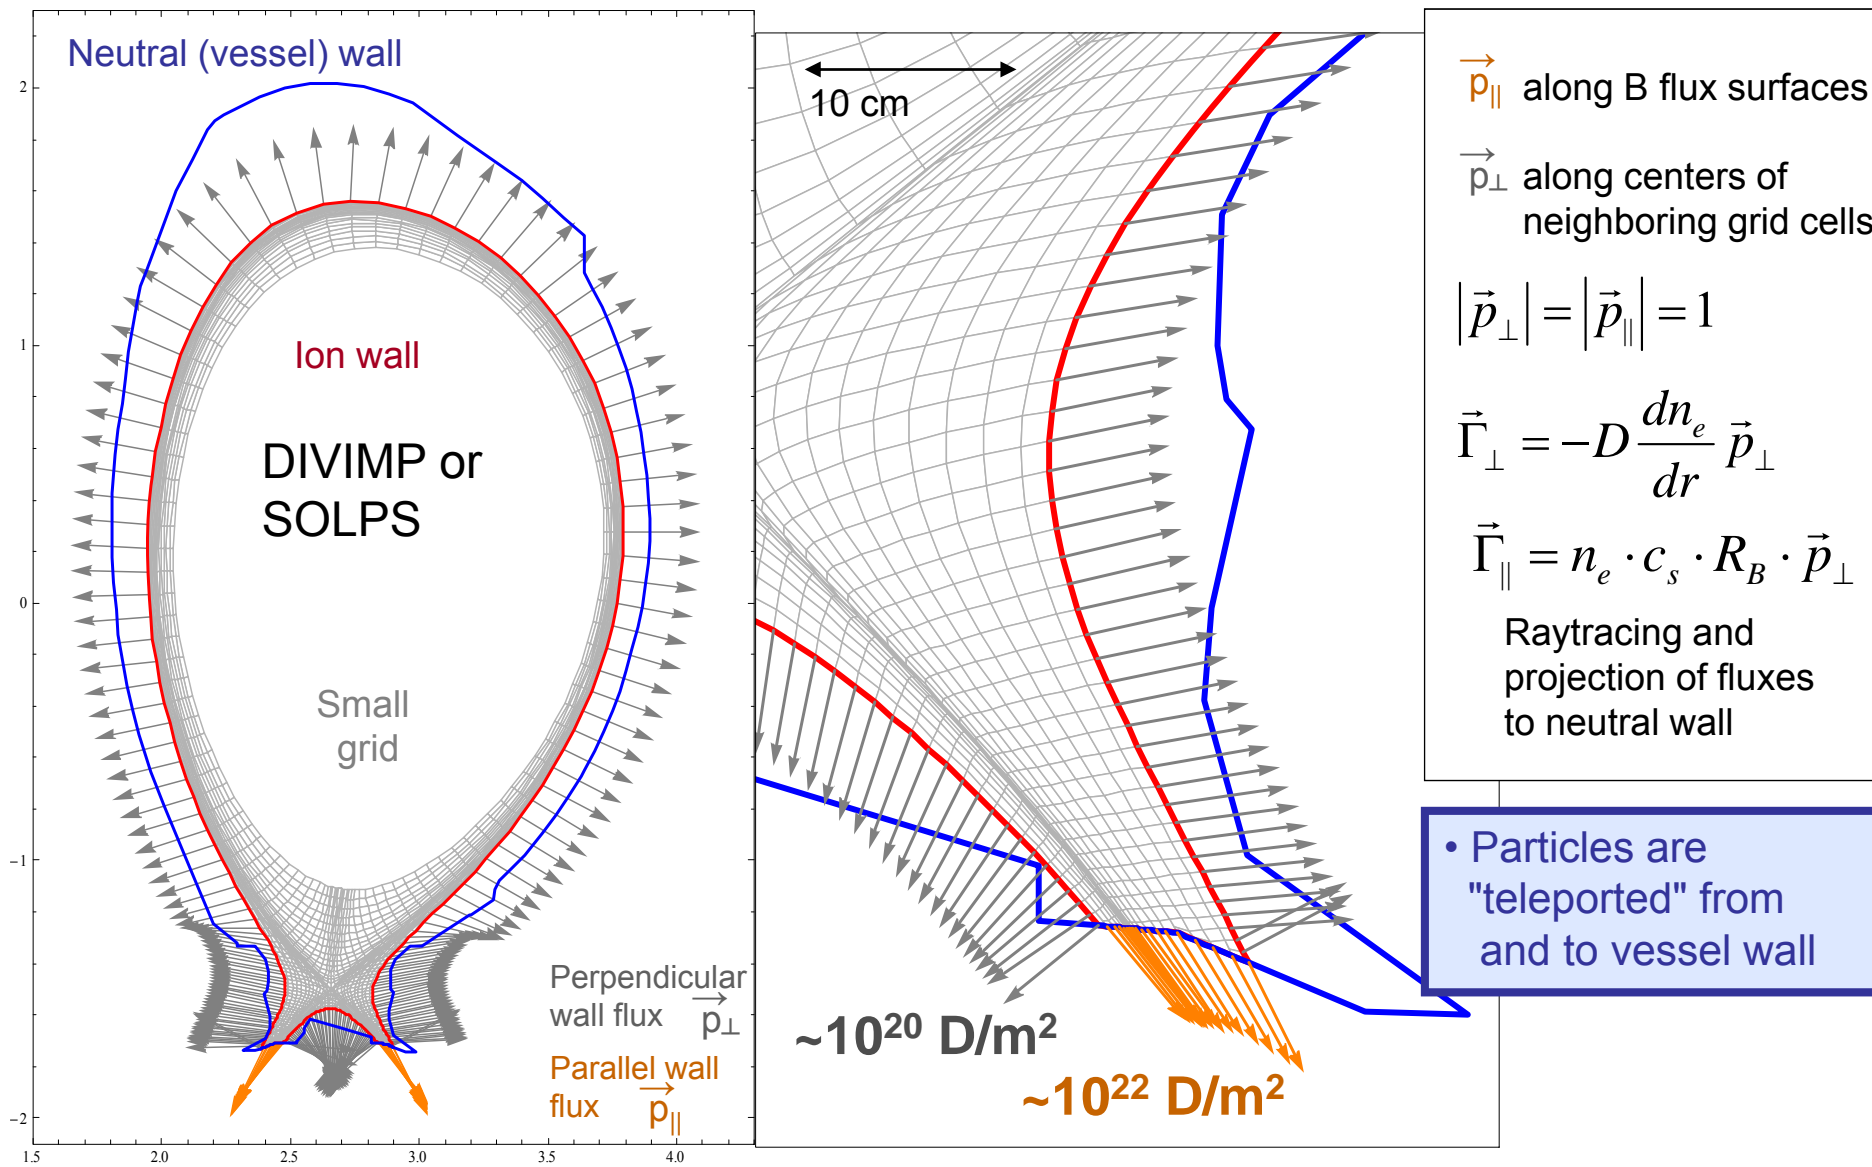 Neutral (vessel) wall
Ion wall
DIVIMP or
SOLPS
Small
grid
Perpendicular
wall flux p⊥
Parallel wall
flux p||
2
1
0
−1
−2
1.5 2.0 2.5 3.0 3.5 4.0
10 cm
~10²⁰ D/m²
~10²² D/m²
p|| along B flux surfaces
p⊥ along centers of
neighboring grid cells
|p⃗⊥| = |p⃗||| = 1
Γ⃗⊥ = −D dnₑ/dr p⃗⊥
Γ⃗|| = nₑ · cₛ · R_B · p⃗⊥
Raytracing and
projection of fluxes
to neutral wall
• Particles are
"teleported" from
and to vessel wall